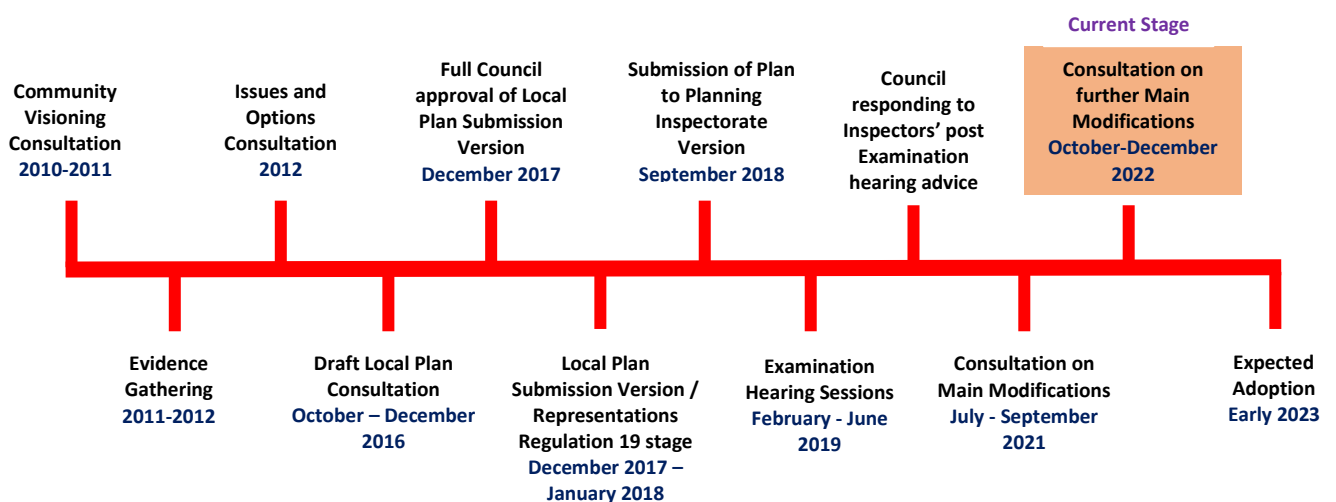 Current Stage
Community
Visioning
Consultation
2010-2011
Issues and
Options
Consultation
2012
Full Council
approval of Local
Plan Submission
Version
December 2017
Submission of Plan
to Planning
Inspectorate
Version
September 2018
Council
responding to
Inspectors’ post
Examination
hearing advice
Consultation on
further Main
Modifications
October-December
2022
Evidence
Gathering
2011-2012
Draft Local Plan
Consultation
October – December
2016
Local Plan
Submission Version /
Representations
Regulation 19 stage
December 2017 –
January 2018
Examination
Hearing Sessions
February - June
2019
Consultation on
Main Modifications
July - September
2021
Expected
Adoption
Early 2023